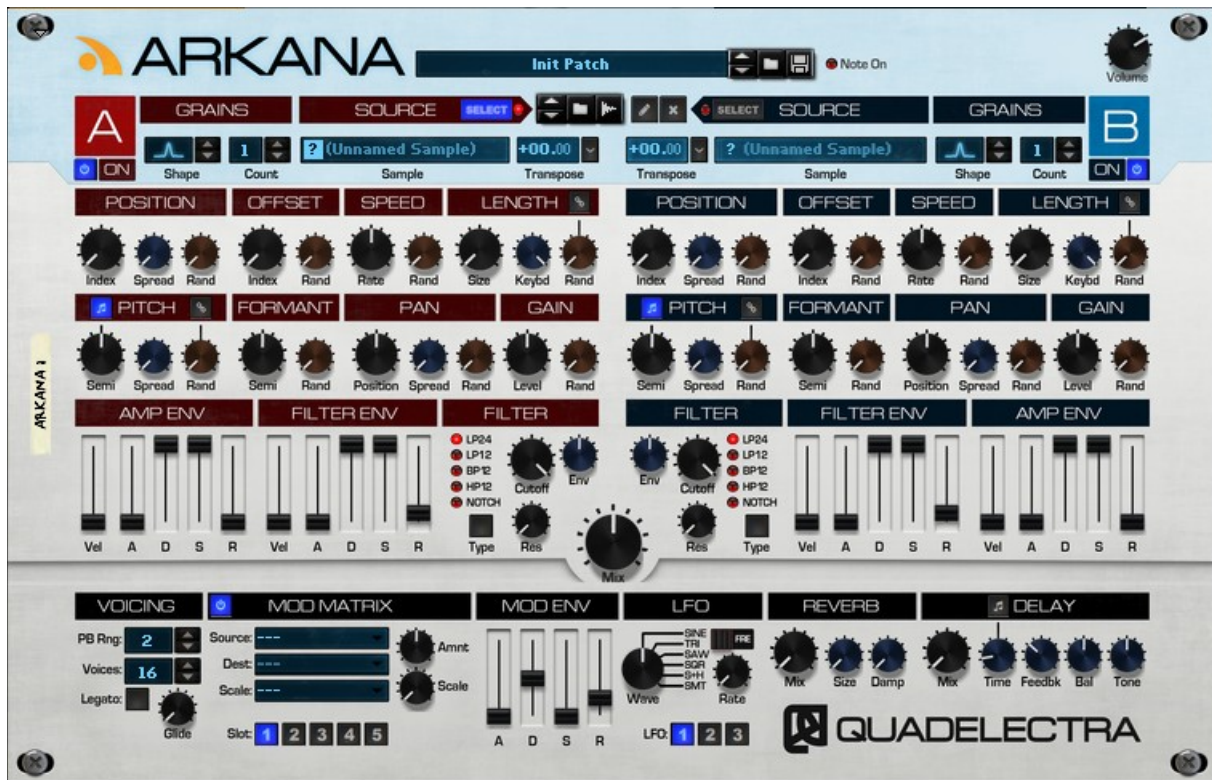 ARKANA
Init Patch
Note On
Volume
A GRAINS SOURCE SELECT SELECT SOURCE GRAINS B
1 ? (Unnamed Sample) +00.00 +00.00 ? (Unnamed Sample) 1
ON Shape Count Sample Transpose Transpose Sample Shape Count ON
POSITION OFFSET SPEED LENGTH POSITION OFFSET SPEED LENGTH
Index Spread Rand Index Rand Rate Rand Size Keybd Rand Index Spread Rand Index Rand Rate Rand Size Keybd Rand
PITCH FORMANT PAN GAIN PITCH FORMANT PAN GAIN
Semi Spread Rand Semi Rand Position Spread Rand Level Rand Semi Spread Rand Semi Rand Position Spread Rand Level Rand
ARKANA 1
AMP ENV FILTER ENV FILTER FILTER FILTER ENV AMP ENV
LP24 LP24
LP12 LP12
BP12 BP12
HP12 HP12
NOTCH NOTCH
Cutoff Env Env Cutoff
Vel A D S R Vel A D S R Type Res Res Type Vel A D S R Vel A D S R
Mix
VOICING MOD MATRIX MOD ENV LFO REVERB DELAY
PB Rng: 2 Source: --- Amnt
Voices: 16 Dest: ---
Legato: Scale: --- Scale
Glide Slot: 1 2 3 4 5
A D S R
SINE FRE
TRI
SAW
SQR
S+H
SMT
Wave Rate
LFO: 1 2 3
Mix Size Damp Mix Time Feedbk Bal Tone
QUADELECTRA